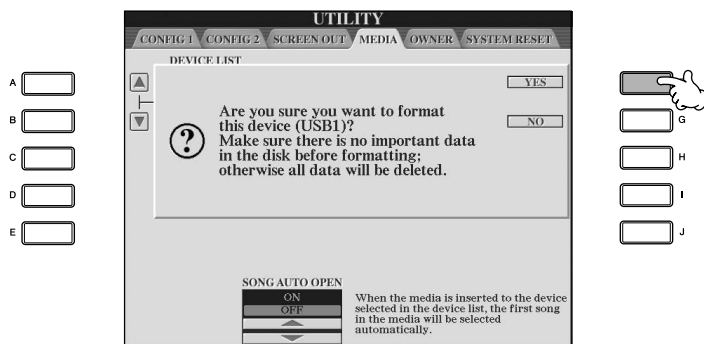 UTILITY
CONFIG 1 CONFIG 2 SCREEN OUT MEDIA OWNER SYSTEM RESET
DEVICE LIST
A
YES
Are you sure you want to format
this device (USB1)?
Make sure there is no important data
in the disk before formatting;
otherwise all data will be deleted.
?
B
NO
G
C
H
D
I
E
J
SONG AUTO OPEN
ON
OFF
When the media is inserted to the device
selected in the device list, the first song
in the media will be selected
automatically.